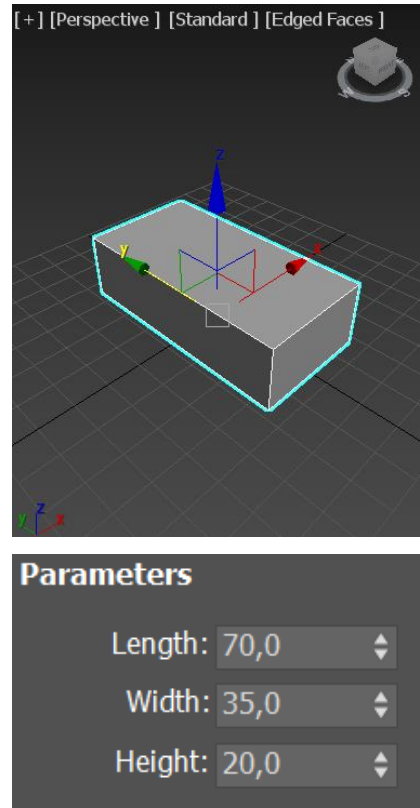 [+] [Perspective ] [Standard ] [Edged Faces ]
z
y x
z
y x
Parameters
Length: 70,0
Width: 35,0
Height: 20,0